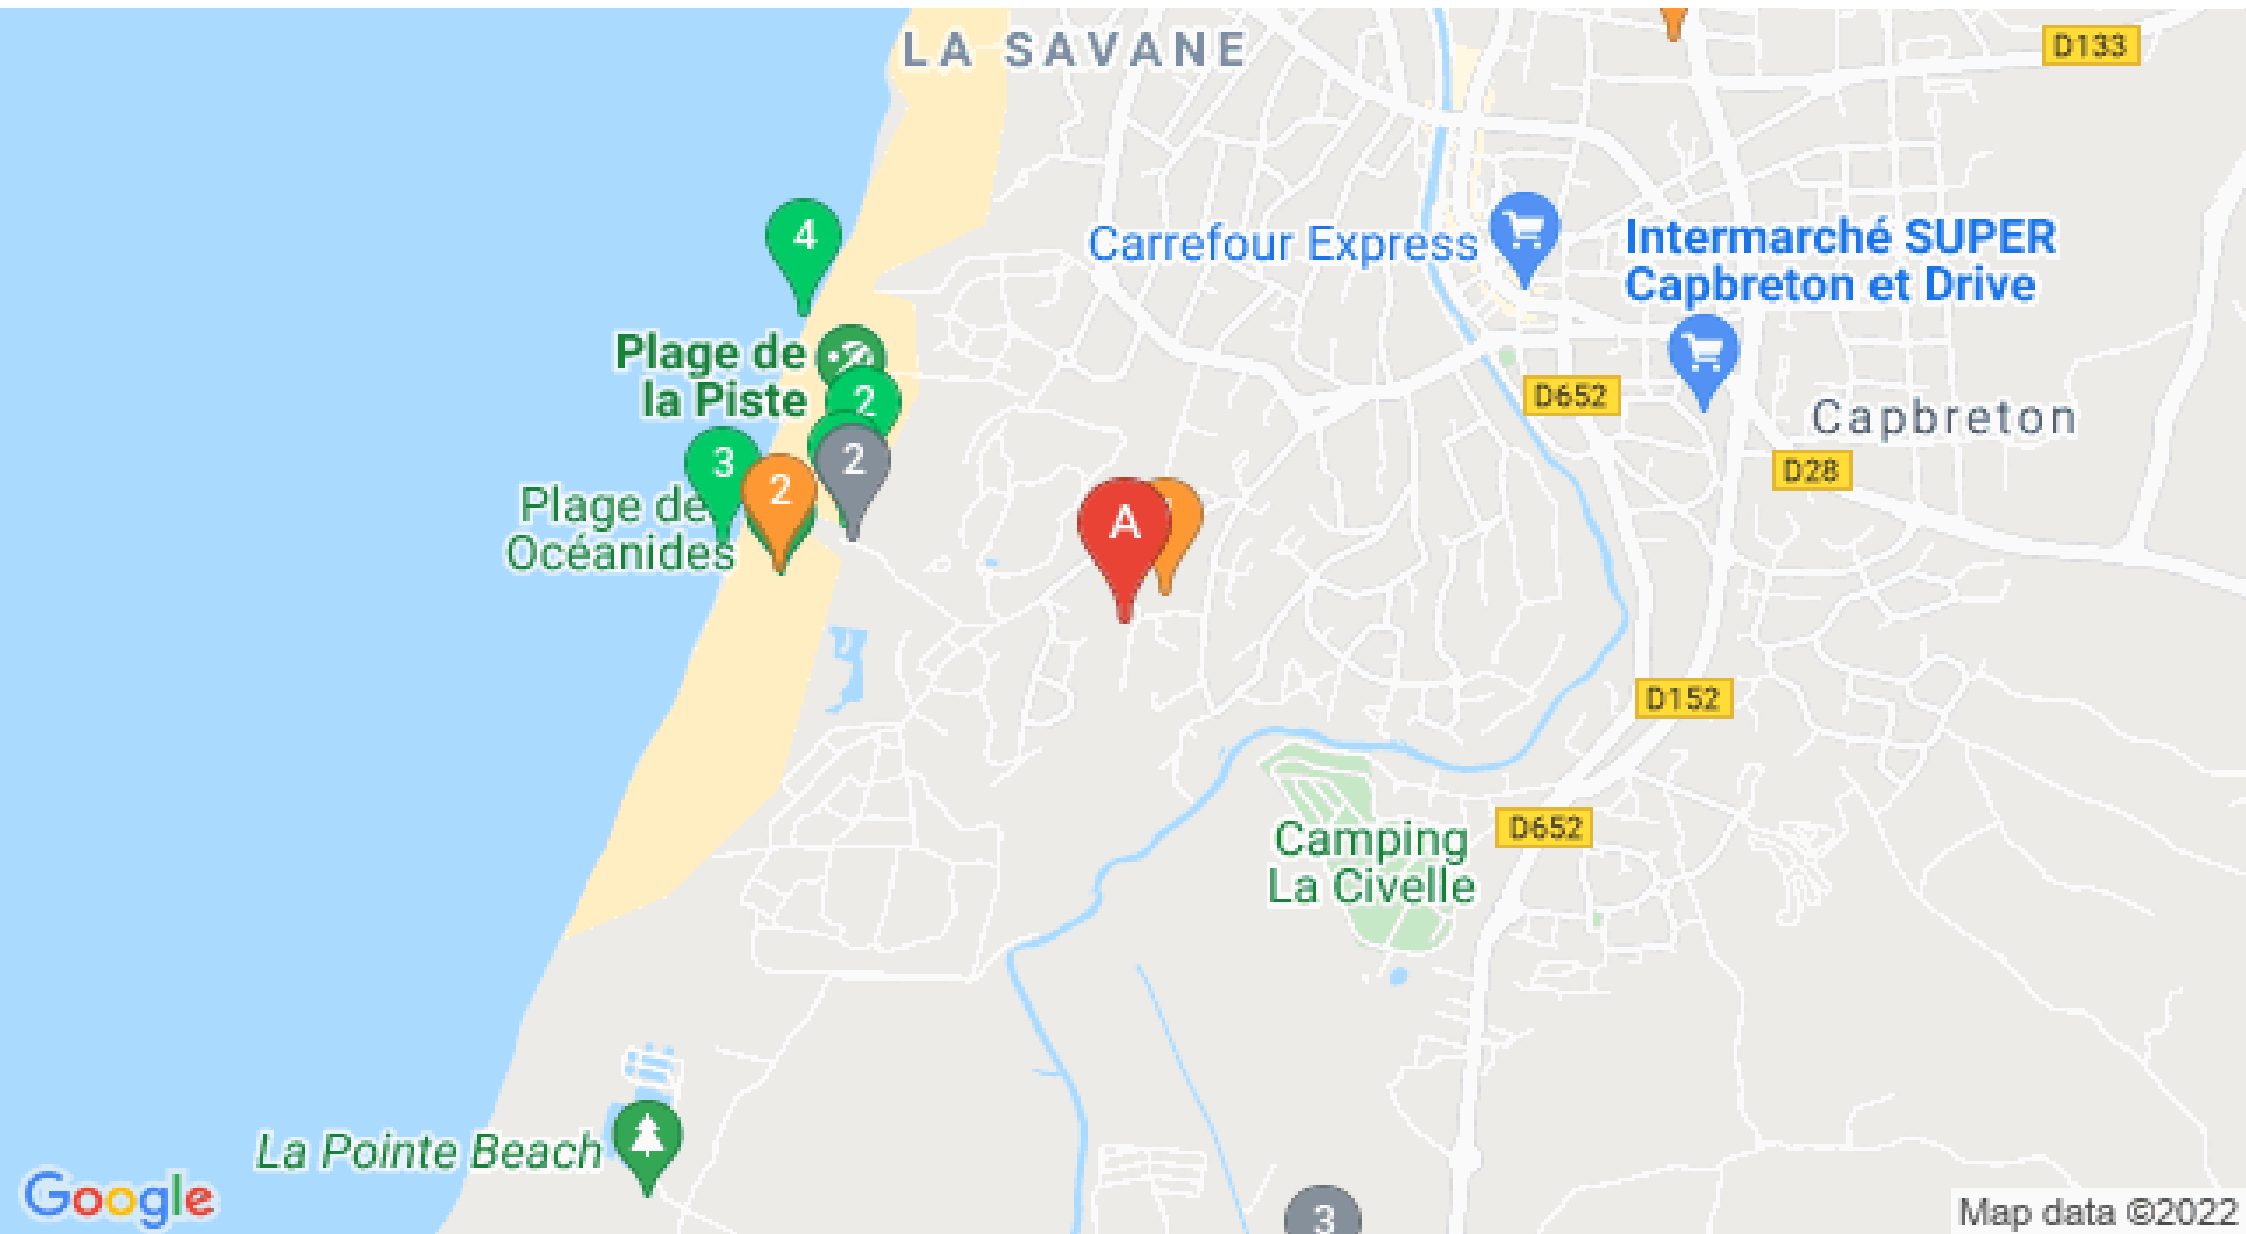 LA SAVANE
D133
4
Carrefour Express
Intermarché SUPER
Capbreton et Drive
Plage de
la Piste
2
D652
Capbreton
3
2
2
D28
Plage de
Océanides
A
D152
Camping
La Civelle
D652
La Pointe Beach
3
Google
Map data ©2022